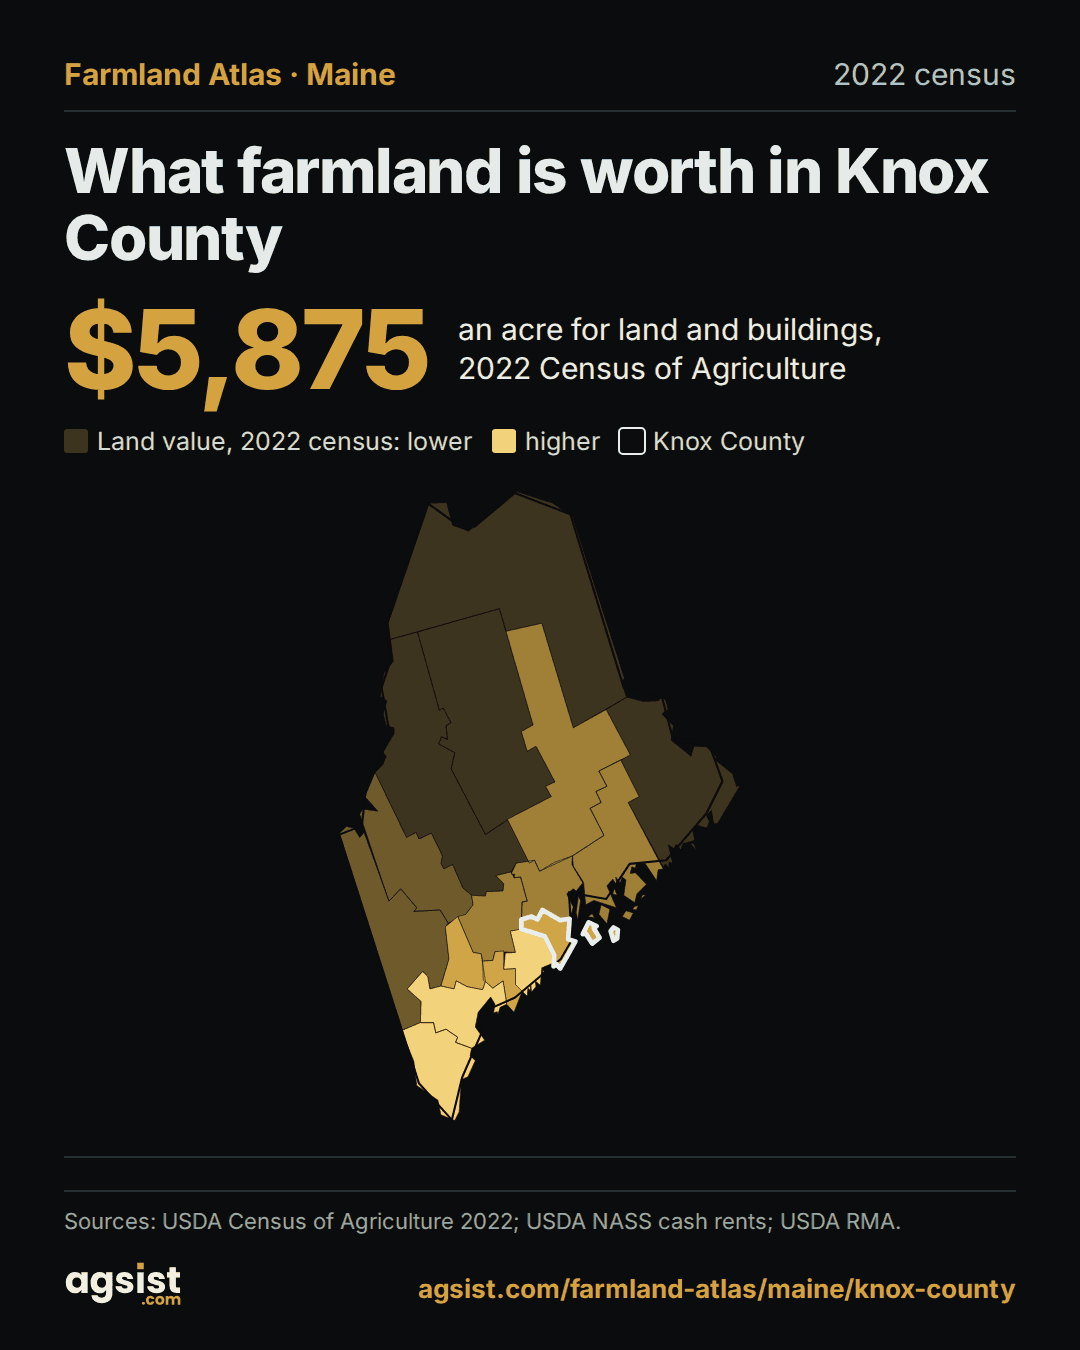 Farmland Atlas · Maine
2022 census
What farmland is worth in Knox
County
$5,875
an acre for land and buildings,
2022 Census of Agriculture
Land value, 2022 census: lower
higher
Knox County
Sources: USDA Census of Agriculture 2022; USDA NASS cash rents; USDA RMA.
agsist
.com
agsist.com/farmland-atlas/maine/knox-county